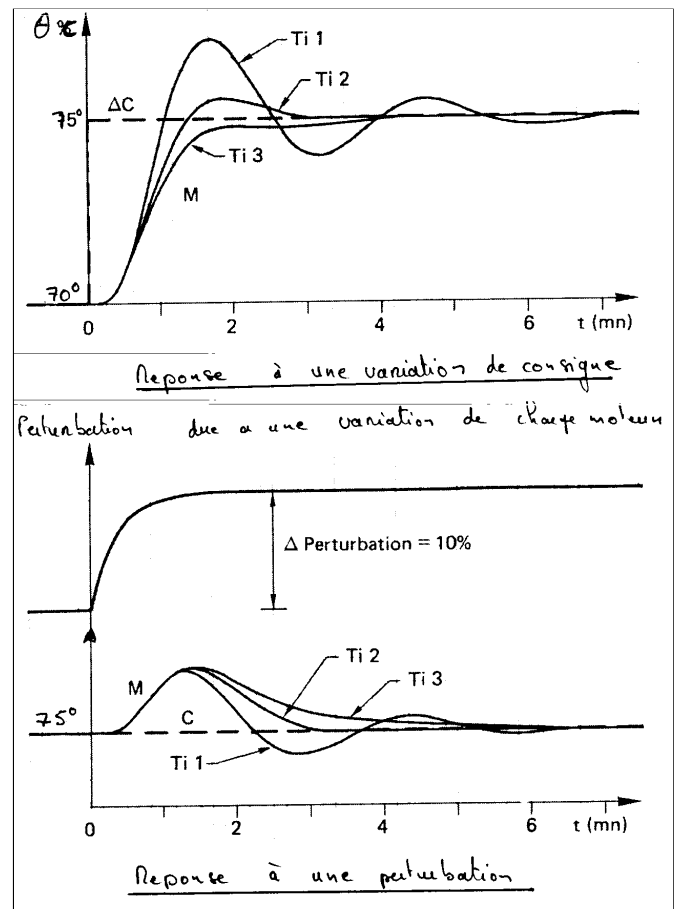 θ °C
Ti 1
Ti 2
ΔC
75°
Ti 3
M
70°
0 2 4 6 t (mn)
Reponse à une variation de consigne
Perturbation due a une variation de charge moteur
Δ Perturbation = 10%
Ti 2
M
Ti 3
75°
C
Ti 1
0 2 4 6 t (mn)
Reponse à une perturbation